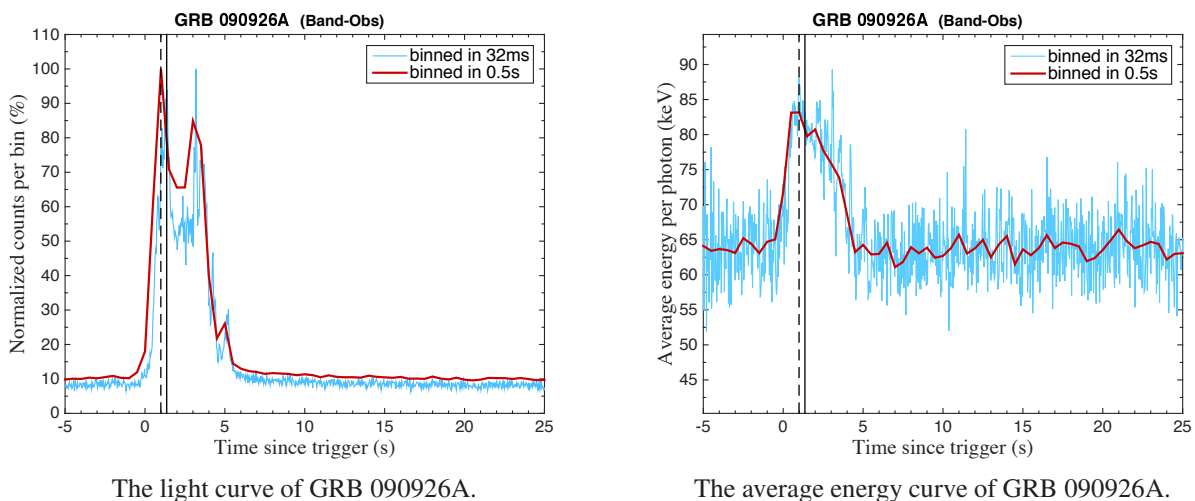 GRB 090926A (Band-Obs)
110
100
90
80
70
60
50
40
30
20
10
0
Normalized counts per bin (%)
binned in 32ms
binned in 0.5s
-5 0 5 10 15 20 25
Time since trigger (s)
The light curve of GRB 090926A.
GRB 090926A (Band-Obs)
90
85
80
75
70
65
60
55
50
45
Average energy per photon (keV)
binned in 32ms
binned in 0.5s
-5 0 5 10 15 20 25
Time since trigger (s)
The average energy curve of GRB 090926A.